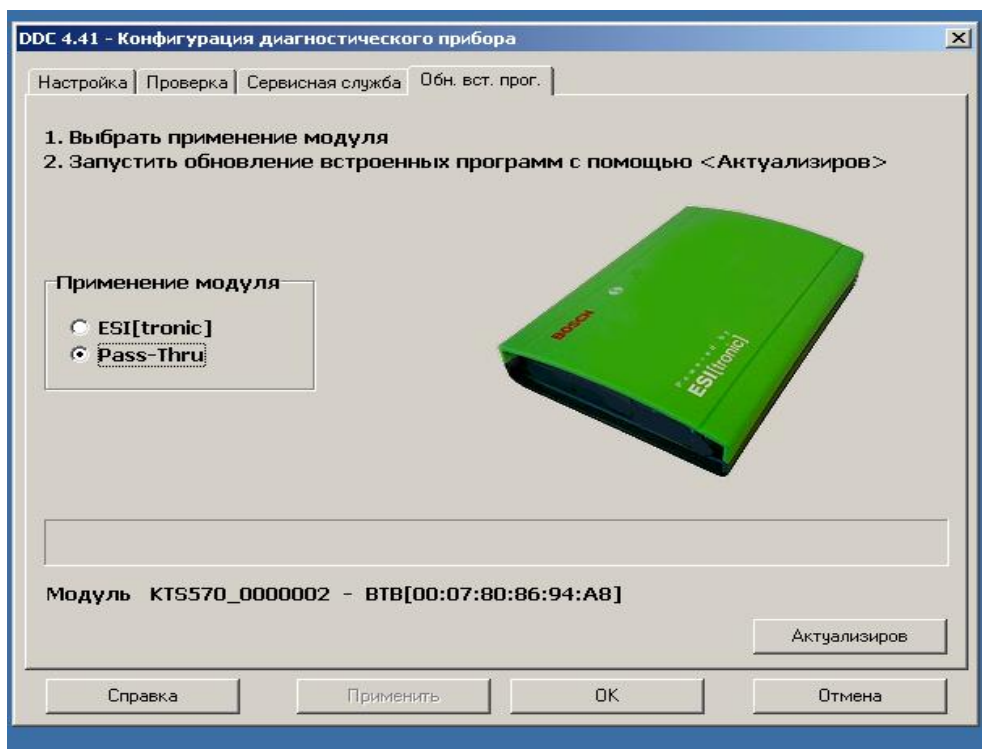 DDC 4.41 - Конфигурация диагностического прибора
Настройка Проверка Сервисная служба Обн. вст. прог.
1. Выбрать применение модуля
2. Запустить обновление встроенных программ с помощью <Актуализиров>
Применение модуля
ESI[tronic]
Pass-Thru
BOSCH
Powered by
ESI[tronic]
Модуль KTS570_0000002 - BTB[00:07:80:86:94:A8]
Актуализиров
Справка Применить OK Отмена